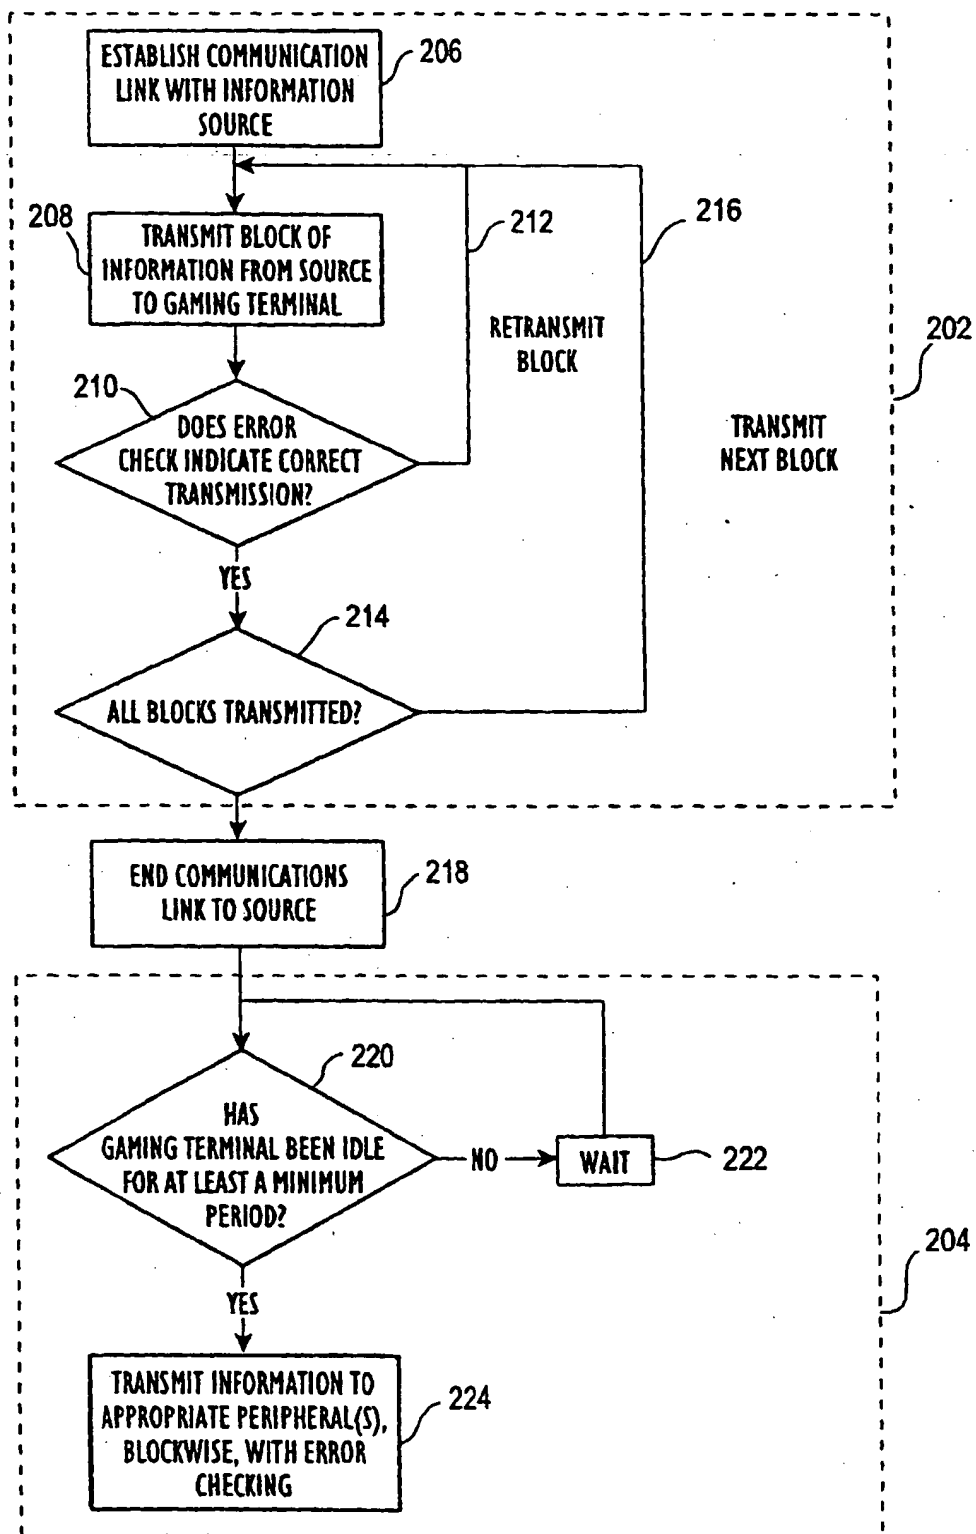 ESTABLISH COMMUNICATION
LINK WITH INFORMATION
SOURCE
206
208
TRANSMIT BLOCK OF
INFORMATION FROM SOURCE
TO GAMING TERMINAL
212
216
RETRANSMIT
BLOCK
202
210
DOES ERROR
CHECK INDICATE CORRECT
TRANSMISSION?
TRANSMIT
NEXT BLOCK
YES
214
ALL BLOCKS TRANSMITTED?
END COMMUNICATIONS
LINK TO SOURCE
218
220
HAS
GAMING TERMINAL BEEN IDLE
FOR AT LEAST A MINIMUM
PERIOD?
NO
WAIT
222
204
YES
TRANSMIT INFORMATION TO
APPROPRIATE PERIPHERAL(S),
BLOCKWISE, WITH ERROR
CHECKING
224